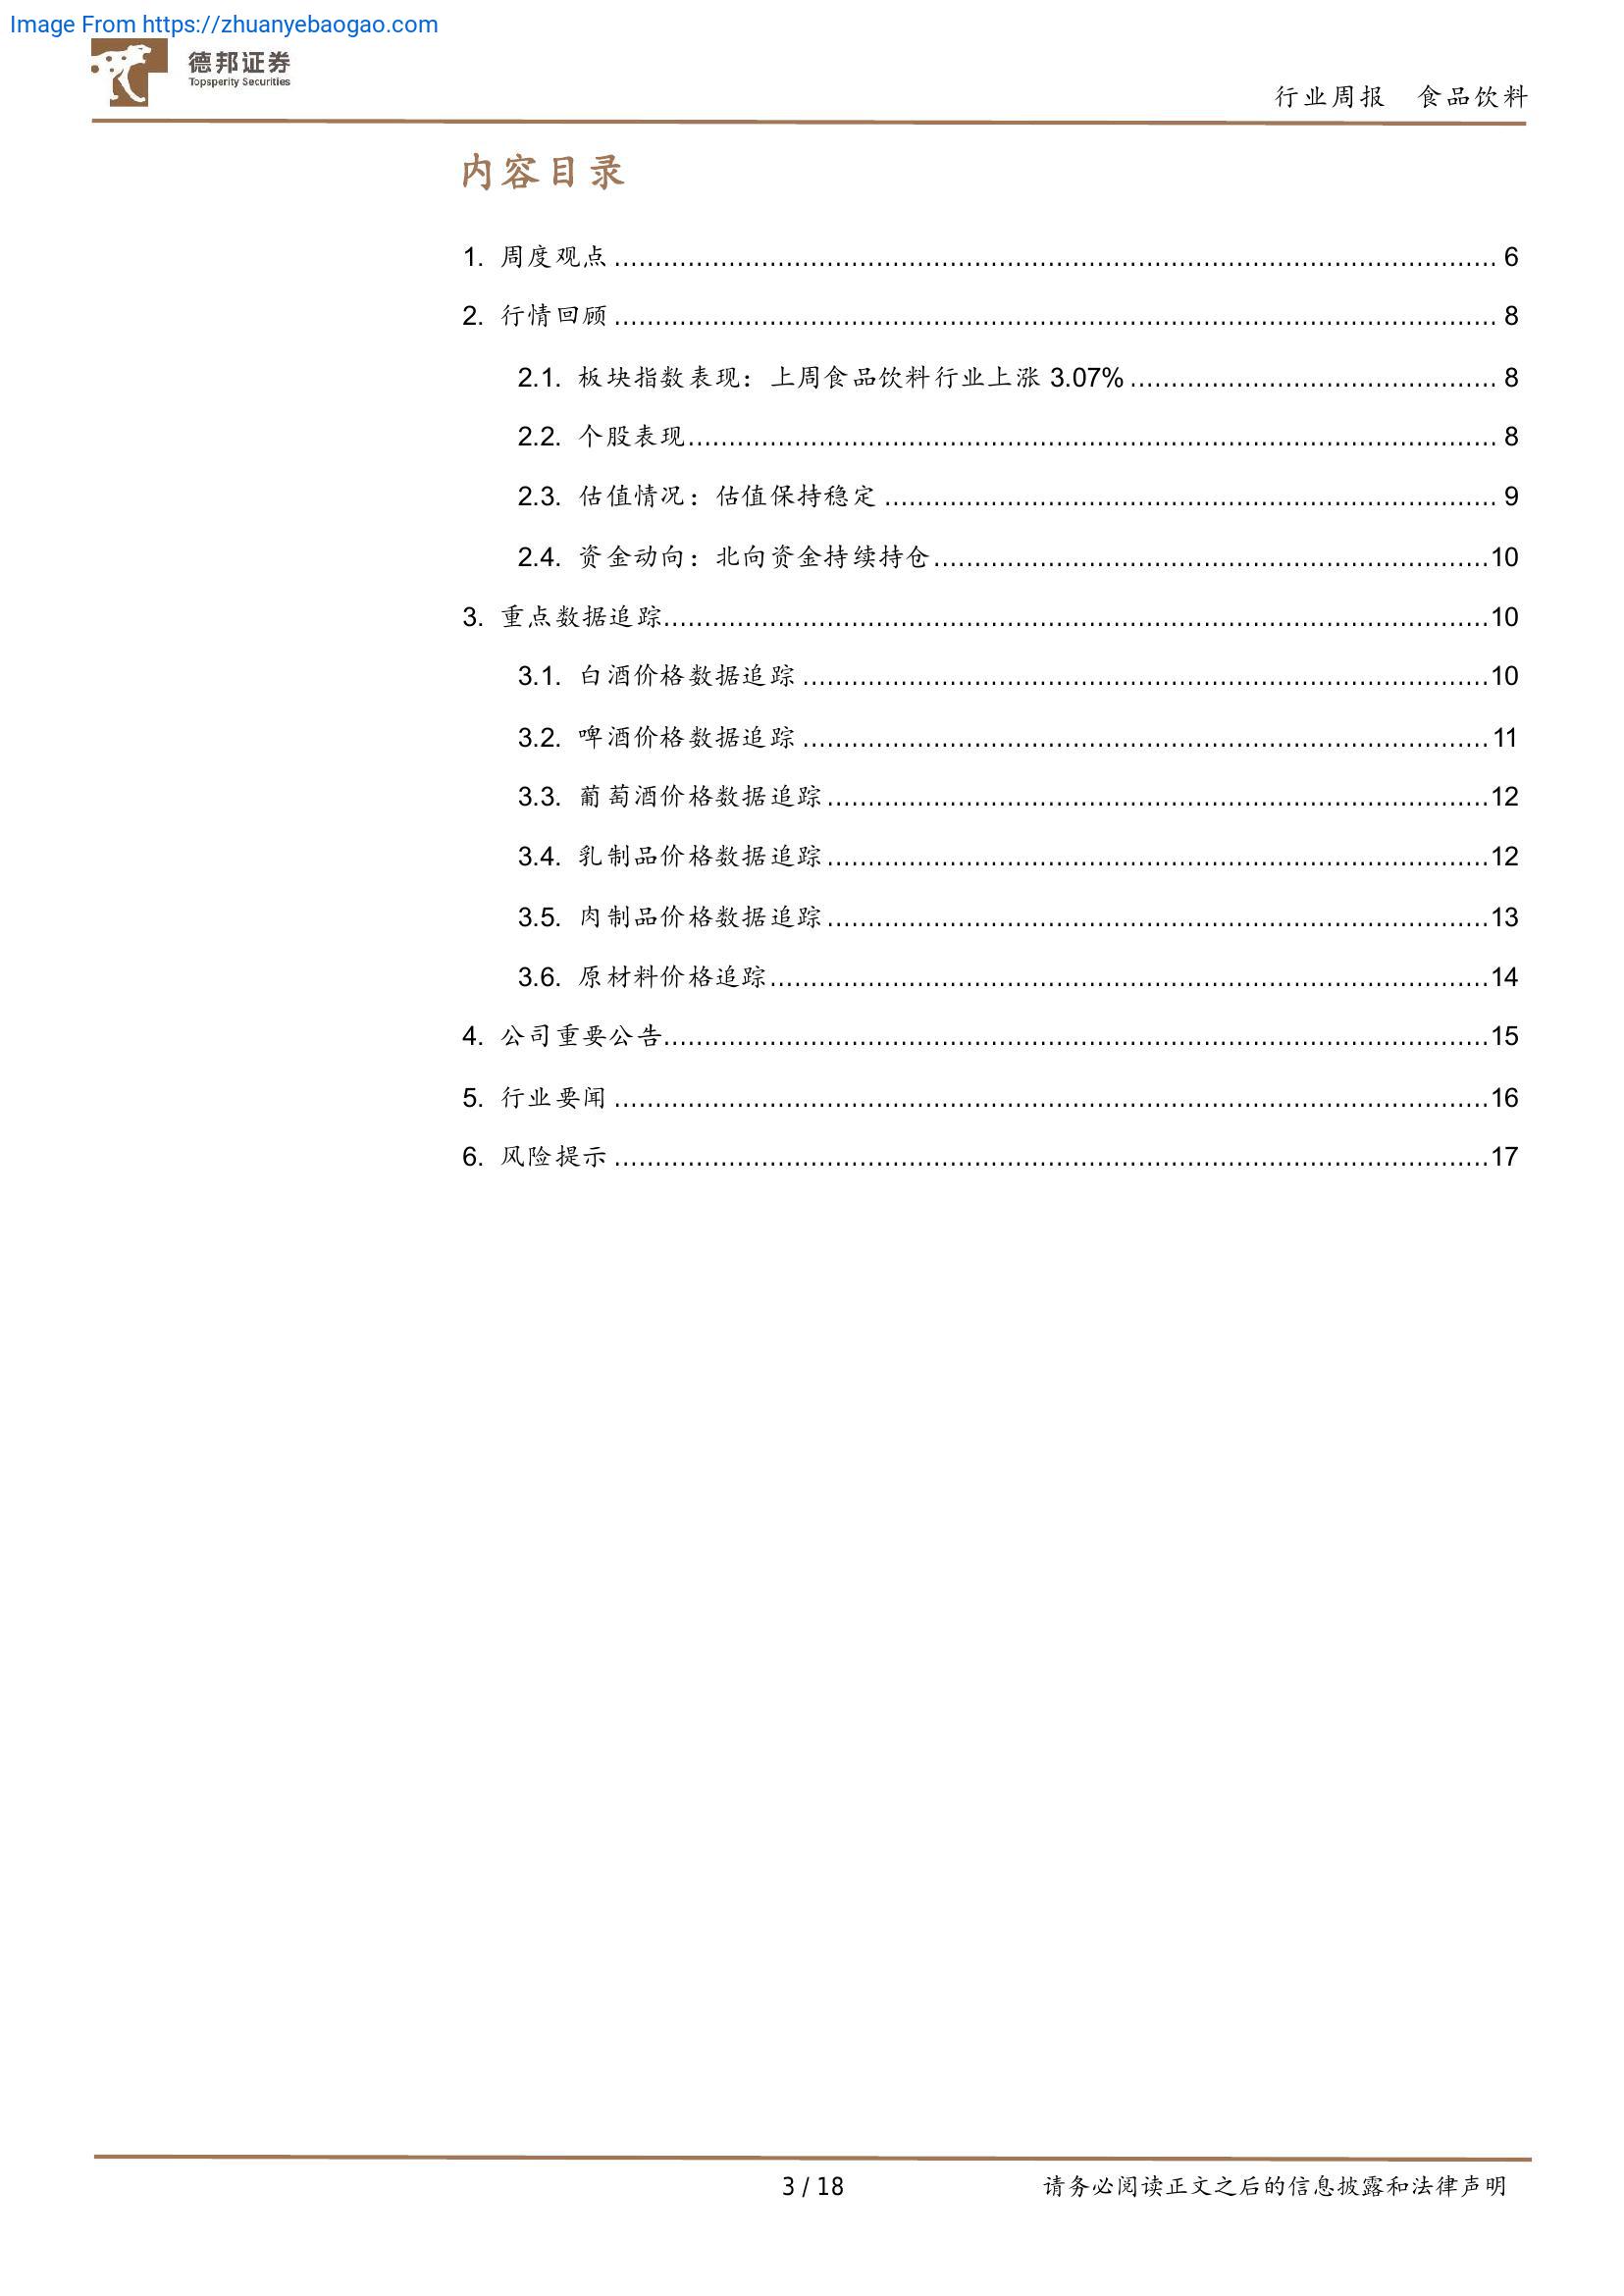 Image From https://zhuanyebaogao.com
德邦证券
Topsperity Securities
行业周报 食品饮料
内容目录
1. 周度观点 ........................................................................................................... 6
2. 行情回顾 ........................................................................................................... 8
2.1. 板块指数表现：上周食品饮料行业上涨 3.07% ............................................. 8
2.2. 个股表现................................................................................................... 8
2.3. 估值情况：估值保持稳定 ........................................................................... 9
2.4. 资金动向：北向资金持续持仓....................................................................10
3. 重点数据追踪.....................................................................................................10
3.1. 白酒价格数据追踪 ....................................................................................10
3.2. 啤酒价格数据追踪 ....................................................................................11
3.3. 葡萄酒价格数据追踪.................................................................................12
3.4. 乳制品价格数据追踪.................................................................................12
3.5. 肉制品价格数据追踪.................................................................................13
3.6. 原材料价格追踪........................................................................................14
4. 公司重要公告.....................................................................................................15
5. 行业要闻 ...........................................................................................................16
6. 风险提示 ...........................................................................................................17
3 / 18 请务必阅读正文之后的信息披露和法律声明